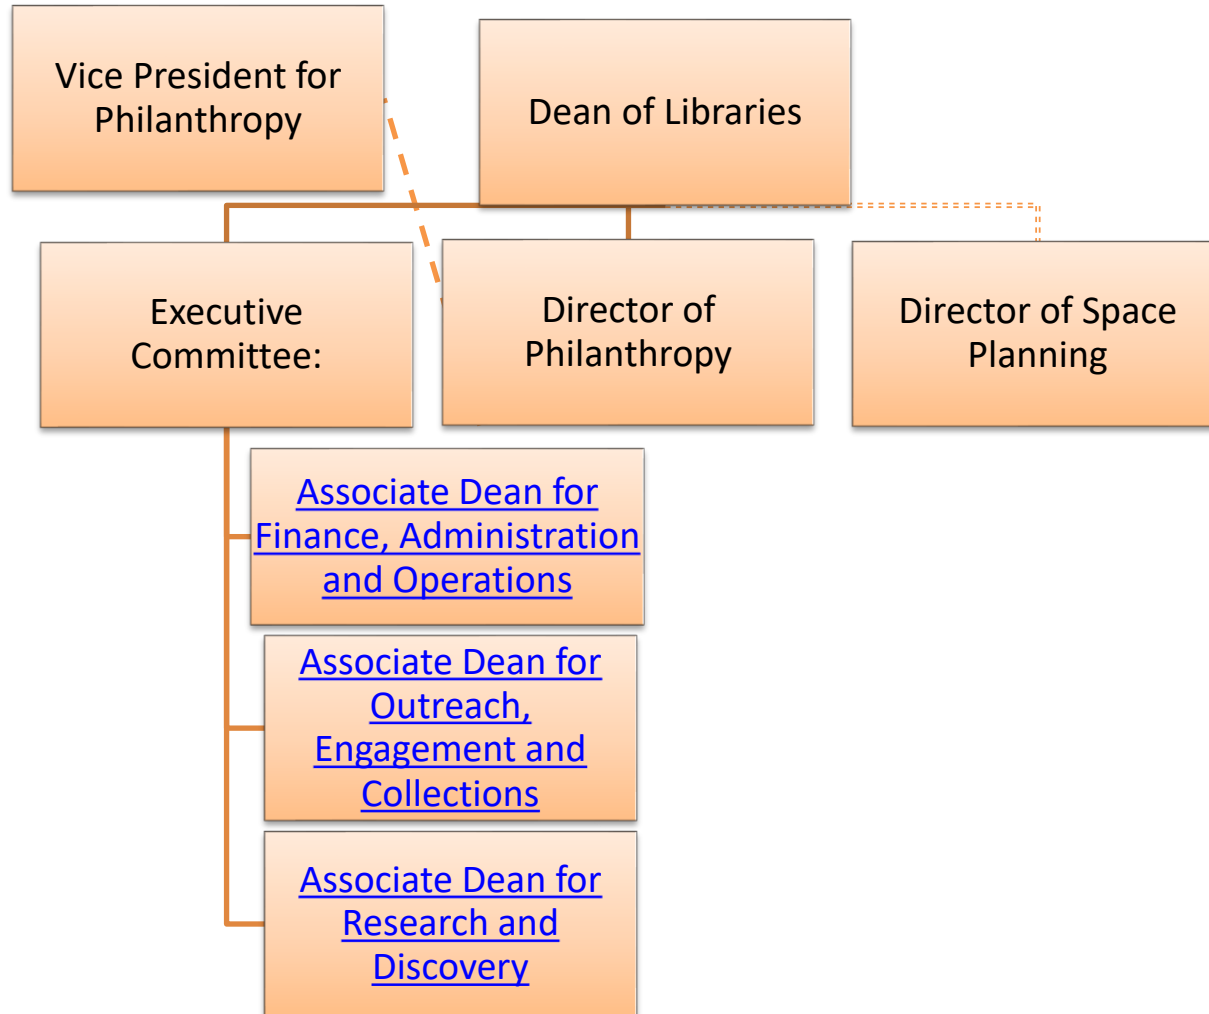 Vice President for
Philanthropy
Dean of Libraries
Executive
Committee:
Director of
Philanthropy
Director of Space
Planning
Associate Dean for
Finance, Administration
and Operations
Associate Dean for
Outreach,
Engagement and
Collections
Associate Dean for
Research and
Discovery